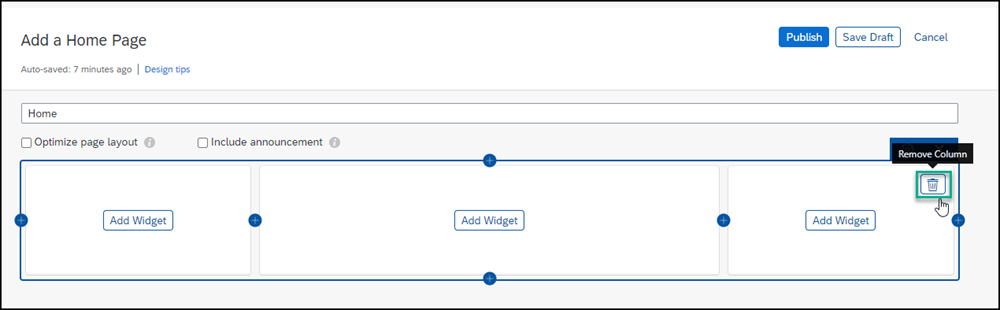 Add a Home Page
Publish
Save Draft
Cancel
Auto-saved: 7 minutes ago | Design tips
Home
Optimize page layout
Include announcement
Remove Column
Add Widget
Add Widget
Add Widget